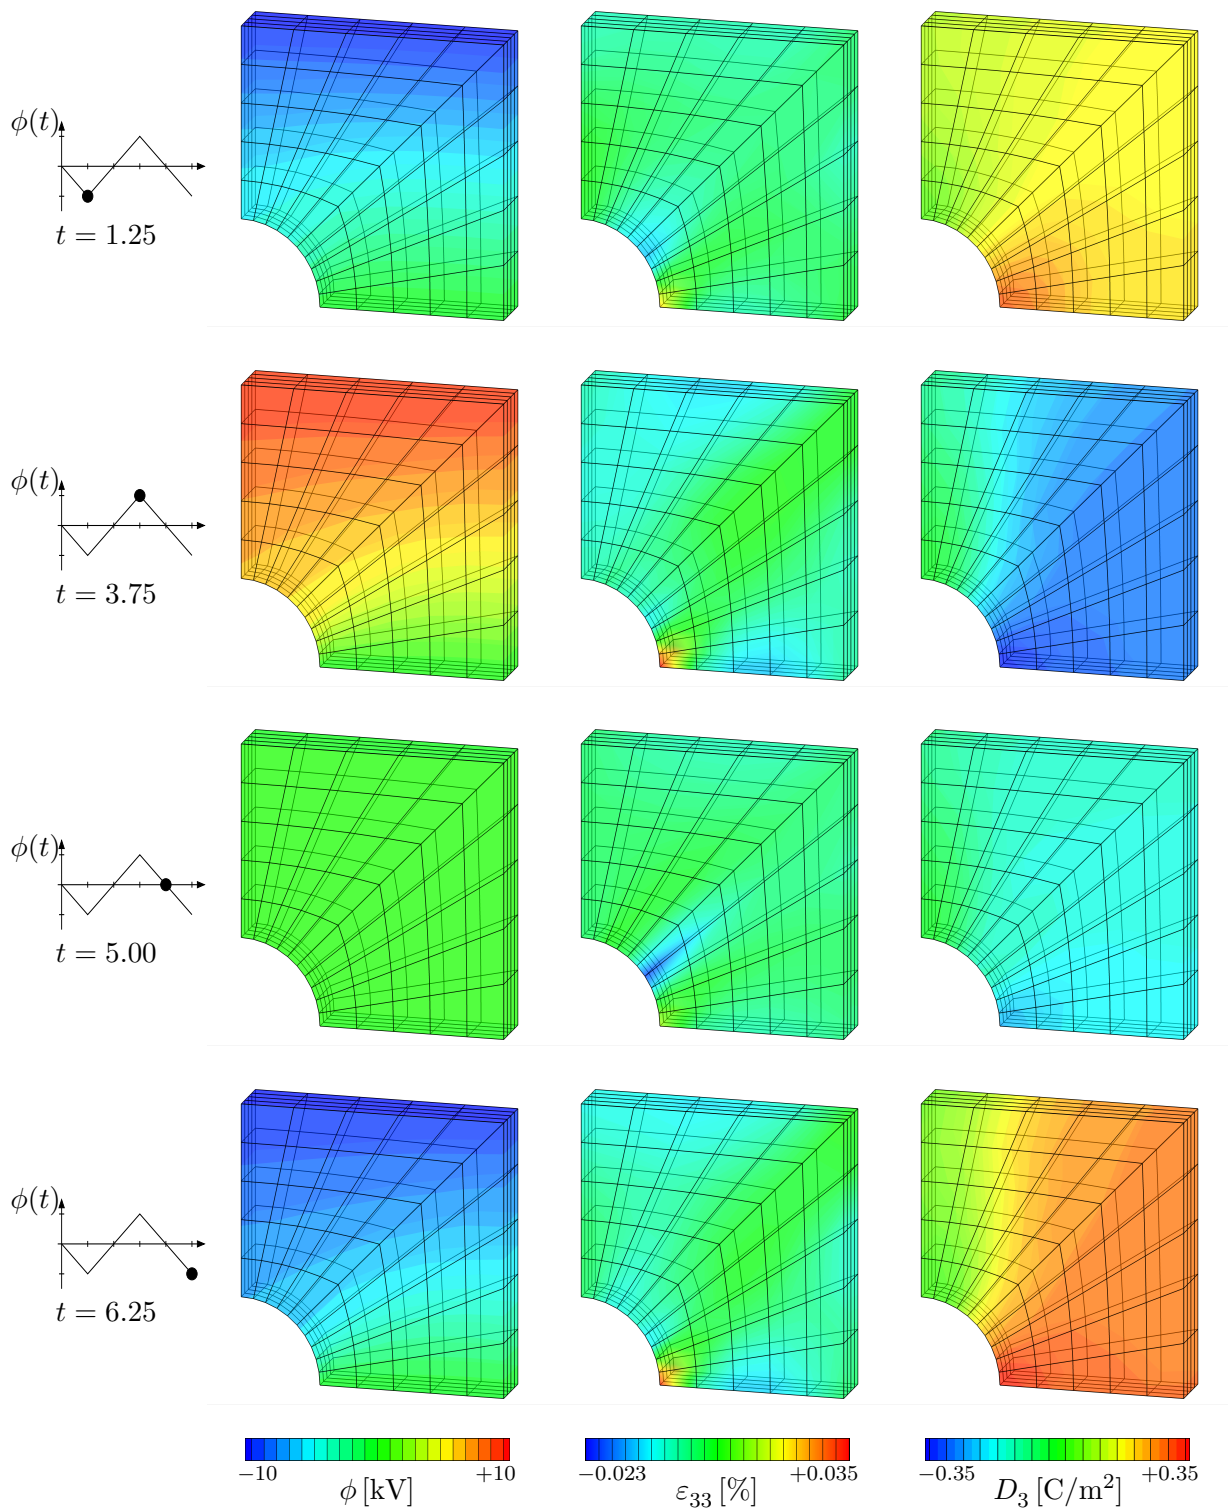 ϕ(t)
t = 1.25
ϕ(t)
t = 3.75
ϕ(t)
t = 5.00
ϕ(t)
t = 6.25
−10 +10
ϕ [kV]
−0.023 +0.035
ε₃₃ [%]
−0.35 +0.35
D₃ [C/m²]